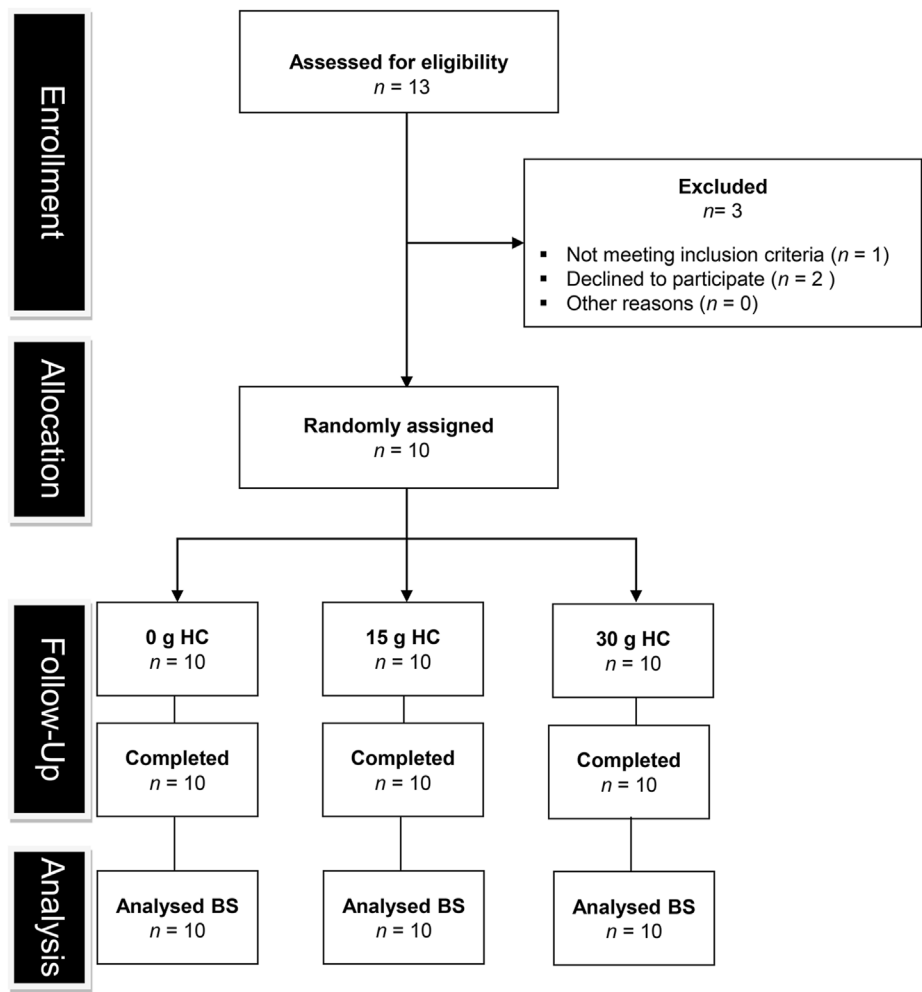 Enrollment
Assessed for eligibility
n = 13
Excluded
n= 3
▪ Not meeting inclusion criteria (n = 1)
▪ Declined to participate (n = 2 )
▪ Other reasons (n = 0)
Allocation
Randomly assigned
n = 10
Follow-Up
0 g HC
n = 10
15 g HC
n = 10
30 g HC
n = 10
Completed
n = 10
Completed
n = 10
Completed
n = 10
Analysis
Analysed BS
n = 10
Analysed BS
n = 10
Analysed BS
n = 10